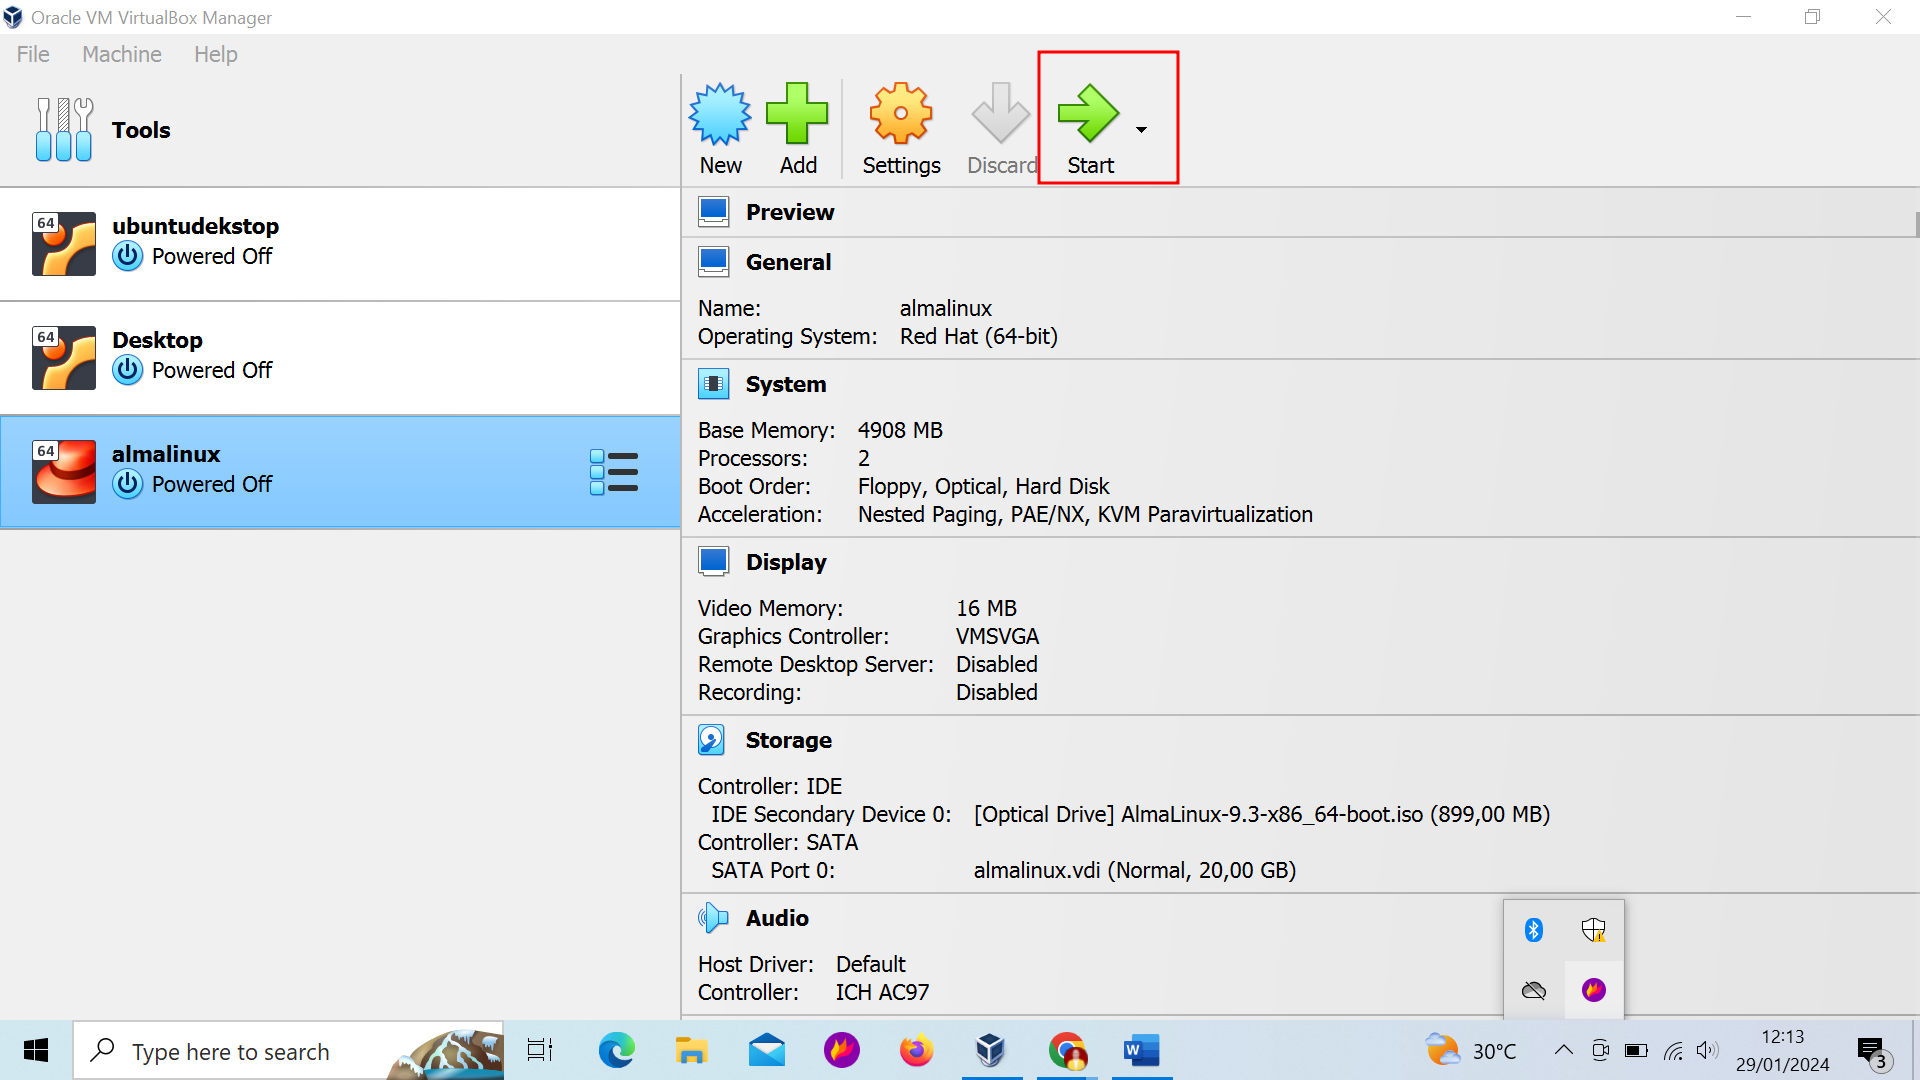 Oracle VM VirtualBox Manager
File Machine Help
Tools
New Add Settings Discard Start
64
ubuntudekstop
Powered Off
64
Desktop
Powered Off
64
almalinux
Powered Off
Preview
General
Name: almalinux
Operating System: Red Hat (64-bit)
System
Base Memory: 4908 MB
Processors: 2
Boot Order: Floppy, Optical, Hard Disk
Acceleration: Nested Paging, PAE/NX, KVM Paravirtualization
Display
Video Memory: 16 MB
Graphics Controller: VMSVGA
Remote Desktop Server: Disabled
Recording: Disabled
Storage
Controller: IDE
IDE Secondary Device 0: [Optical Drive] AlmaLinux-9.3-x86_64-boot.iso (899,00 MB)
Controller: SATA
SATA Port 0: almalinux.vdi (Normal, 20,00 GB)
Audio
Host Driver: Default
Controller: ICH AC97
Type here to search
W
30°C
12:13
29/01/2024
3